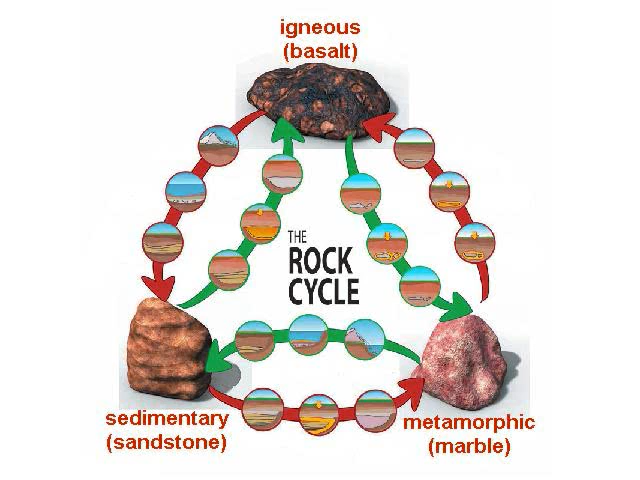 igneous
(basalt)
THE
ROCK
CYCLE
sedimentary
(sandstone)
metamorphic
(marble)